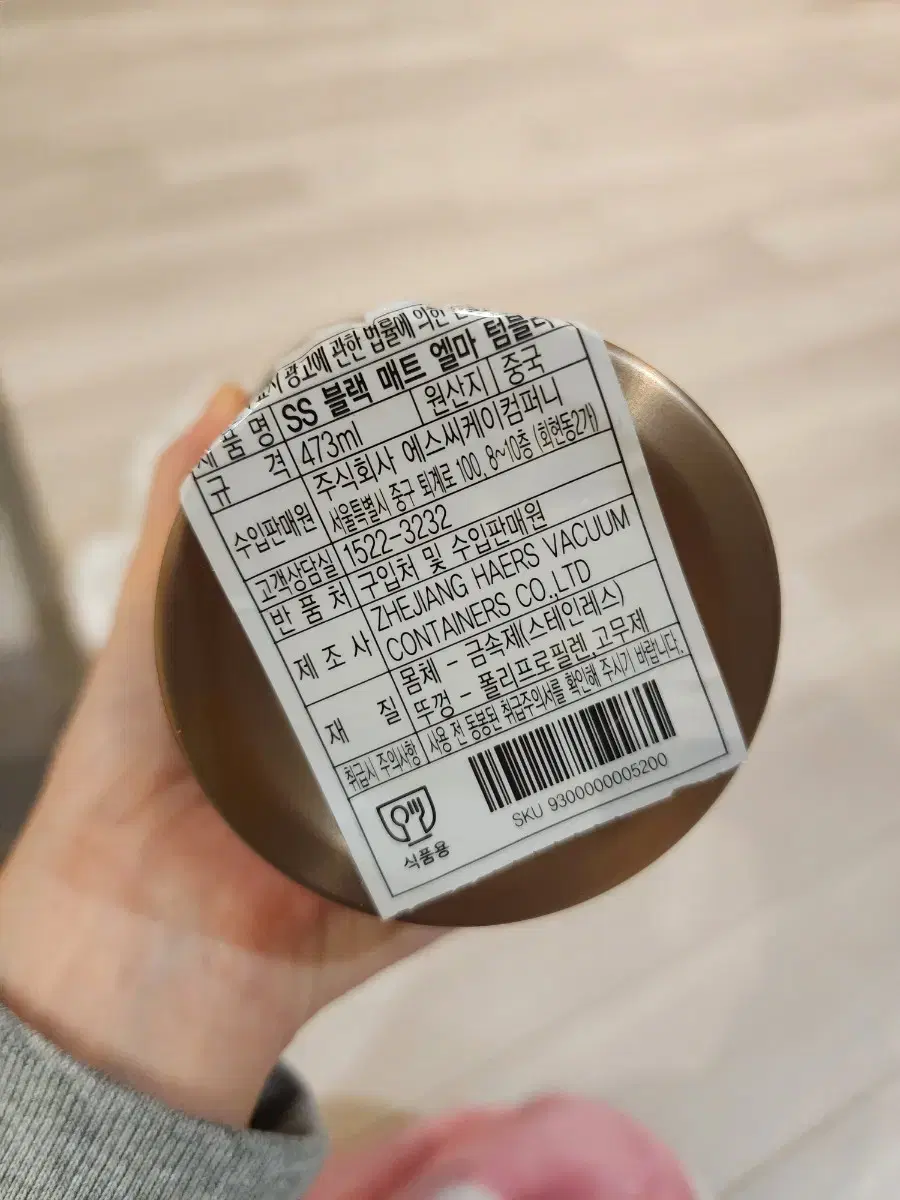 광고에 관한 법률에 의한
제품명 SS 블랙 매트 엘마 텀블러
규격 473ml 원산지 중국
수입판매원 주식회사 에스씨케이컴퍼니
서울특별시 중구 퇴계로 100, 8~10층 (회현동2가)
고객상담실 1522-3232
반품처 구입처 및 수입판매원
제조사 ZHEJIANG HAERS VACUUM
CONTAINERS CO.,LTD
재질 몸체 - 금속제(스테인레스)
뚜껑 - 폴리프로필렌,고무제
취급시 주의사항 사용 전 동봉된 취급주의서를 확인해 주시기 바랍니다.
SKU 9300000005200
식품용